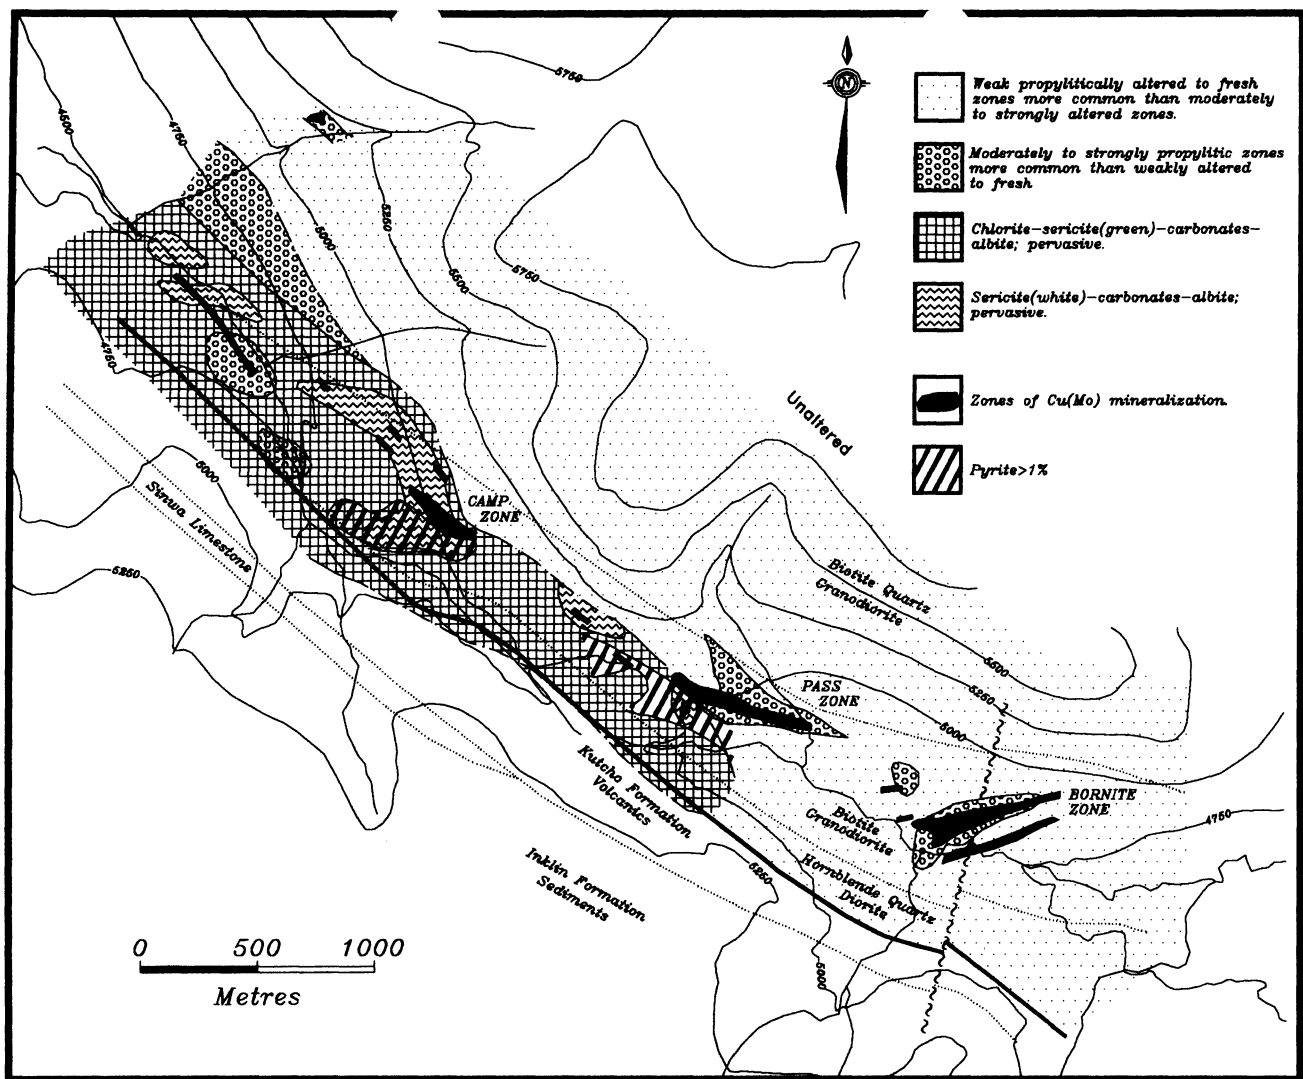 N
Weak propylitically altered to fresh
zones more common than moderately
to strongly altered zones.
Moderately to strongly propylitic zones
more common than weakly altered
to fresh
Chlorite-sericite(green)-carbonates-
albite; pervasive.
Sericite(white)-carbonates-albite;
pervasive.
Zones of Cu(Mo) mineralization.
Pyrite>1%
5750
4500
4750
5250
5000
5500
5750
4750
Unaltered
5000
CAMP
ZONE
Sinwa Limestone
5250
Biotite Quartz
Granodiorite
5500
5250
5000
PASS
ZONE
BORNITE
ZONE
4750
Kutcho Formation
Volcanics
Biotite
Granodiorite
Hornblende Quartz
Diorite
5250
Inklin Formation
Sediments
5000
0 500 1000
Metres